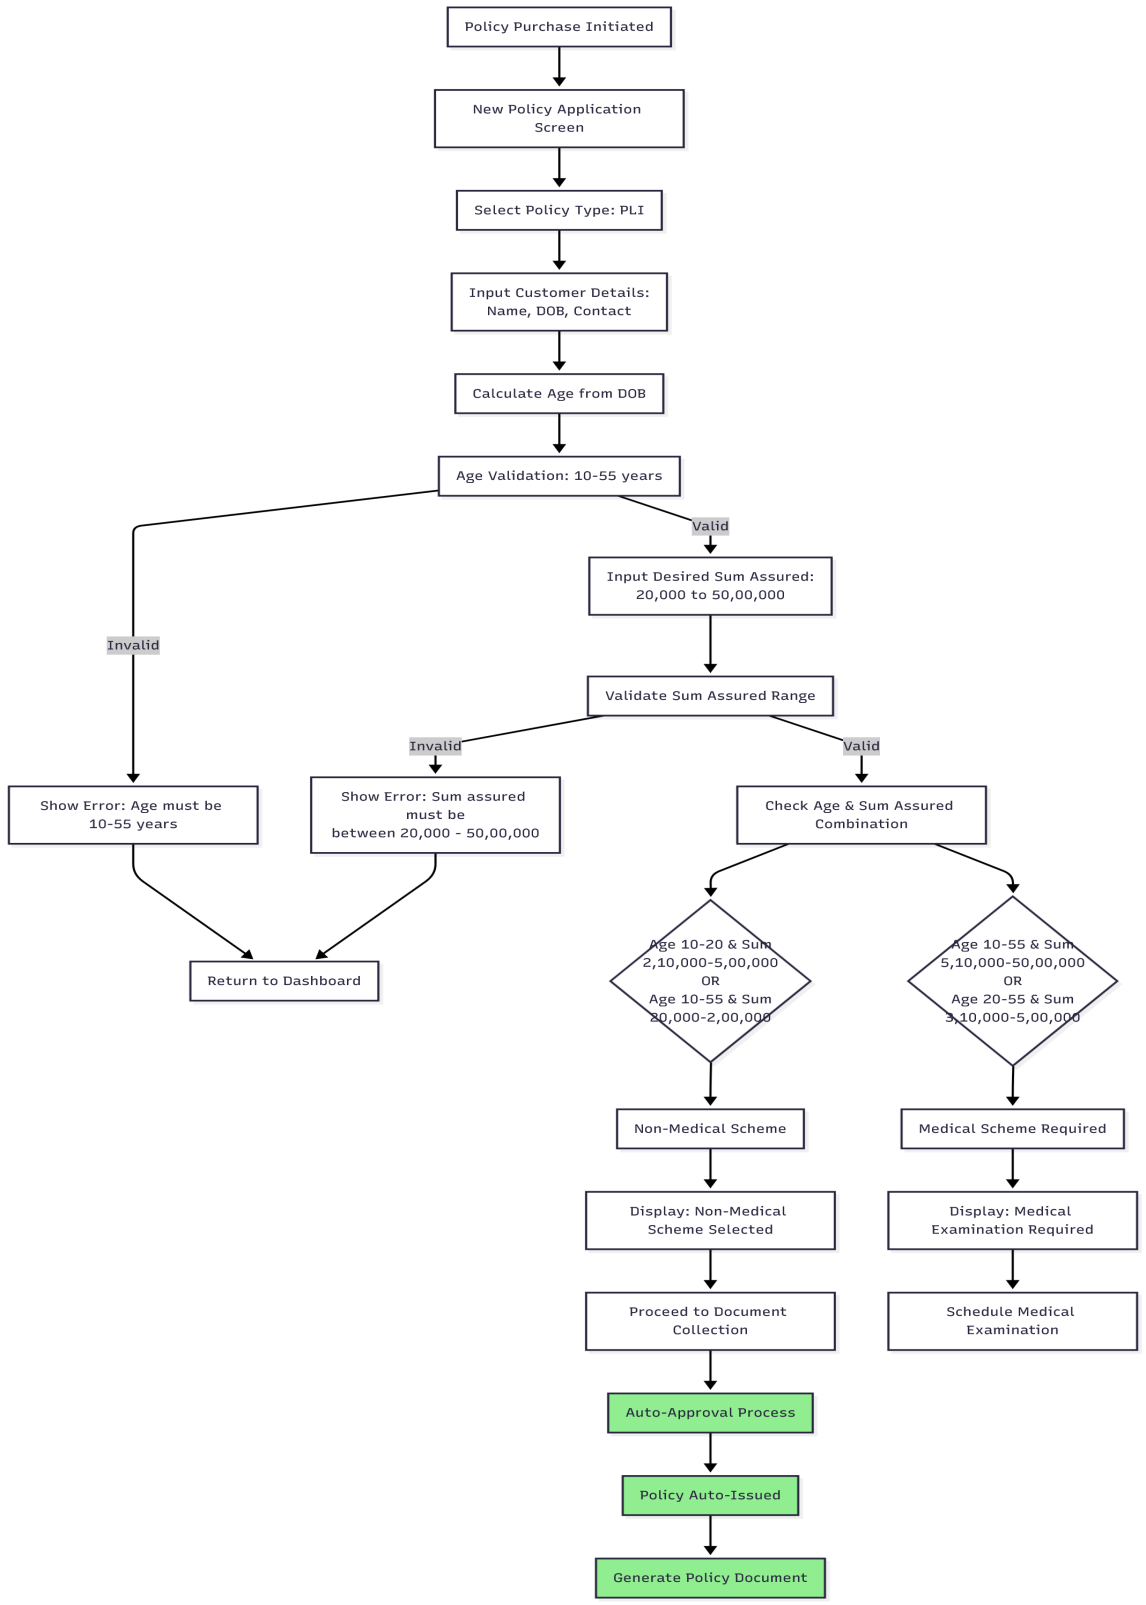 Policy Purchase Initiated
New Policy Application
Screen
Select Policy Type: PLI
Input Customer Details:
Name, DOB, Contact
Calculate Age from DOB
Age Validation: 10-55 years
Valid
Input Desired Sum Assured:
20,000 to 50,00,000
Invalid
Validate Sum Assured Range
Invalid
Valid
Show Error: Age must be
10-55 years
Show Error: Sum assured
must be
between 20,000 - 50,00,000
Check Age & Sum Assured
Combination
Return to Dashboard
Age 10-20 & Sum
2,10,000-5,00,000
OR
Age 10-55 & Sum
20,000-2,00,000
Age 10-55 & Sum
5,10,000-50,00,000
OR
Age 20-55 & Sum
3,10,000-5,00,000
Non-Medical Scheme
Medical Scheme Required
Display: Non-Medical
Scheme Selected
Display: Medical
Examination Required
Proceed to Document
Collection
Schedule Medical
Examination
Auto-Approval Process
Policy Auto-Issued
Generate Policy Document